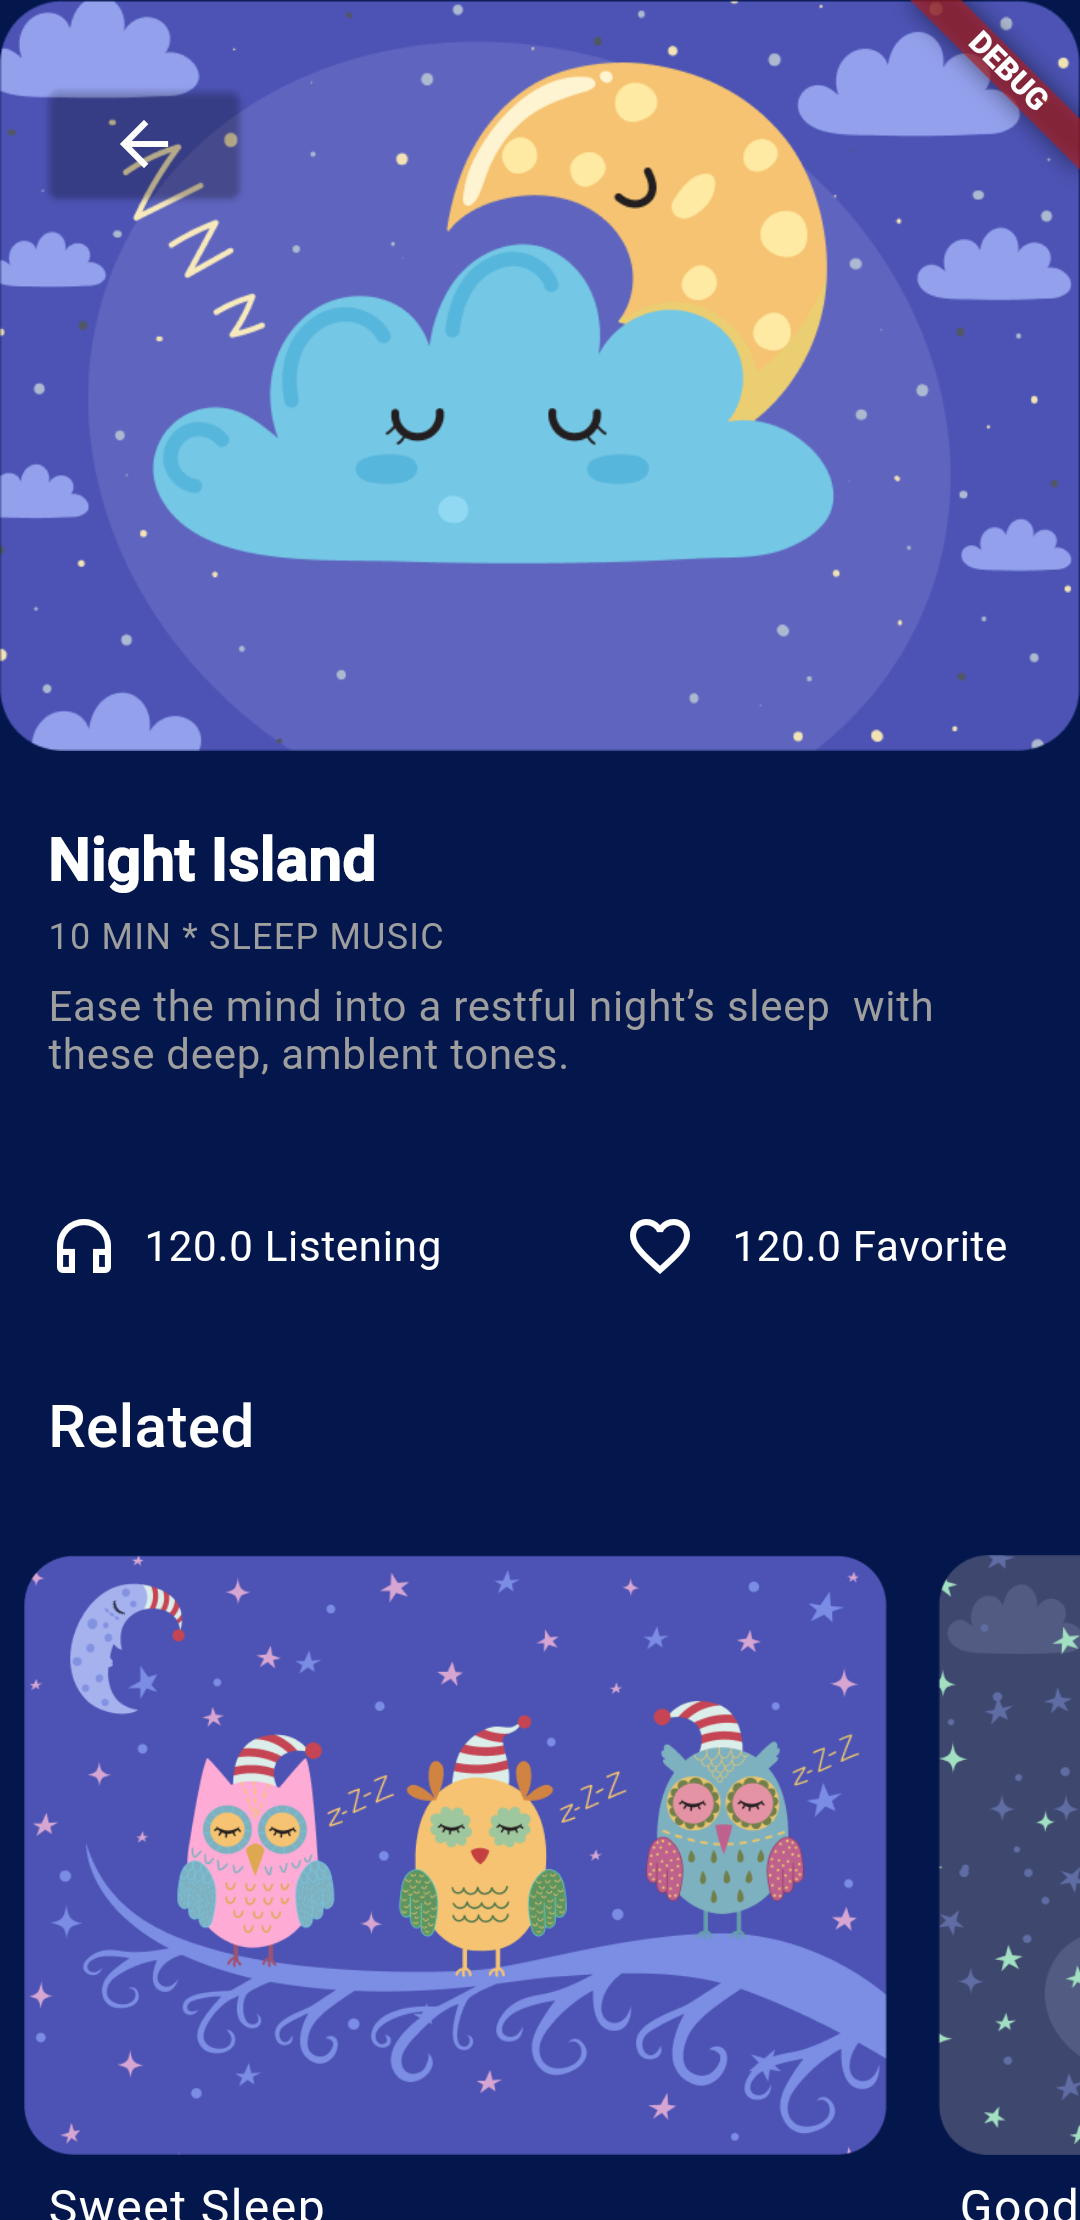 DEBUG
Z
Z
Z
Night Island
10 MIN * SLEEP MUSIC
Ease the mind into a restful night’s sleep  with
these deep, amblent tones.
120.0 Listening
120.0 Favorite
Related
z-Z-Z
z-Z-Z
z-Z-Z
Sweet Sleep
Good